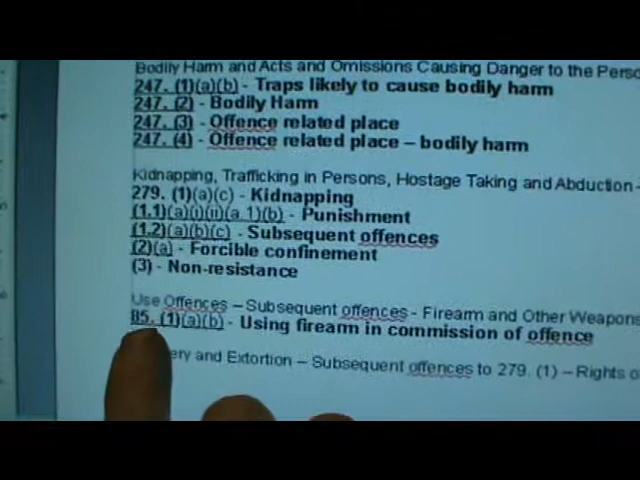 Bodily Harm and Acts and Omissions Causing Danger to the
247. (1)(a)(b) - Traps likely to cause bodily harm
247. (2) - Bodily Harm
247. (3) - Offence related place
247. (4) - Offence related place – bodily harm
Kidnapping, Trafficking in Persons, Hostage Taking and Abduction -
279. (1)(a)(c) - Kidnapping
(1.1)(a)(i)(ii)(a.1)(b) - Punishment
(1.2)(a)(b)(c) - Subsequent offences
(2)(a) - Forcible confinement
(3) - Non-resistance
Use Offences – Subsequent offences - Firearm and Other Weapons
85. (1)(a)(b) - Using firearm in commission of offence
and Extortion – Subsequent offences to 279. (1) – Rights